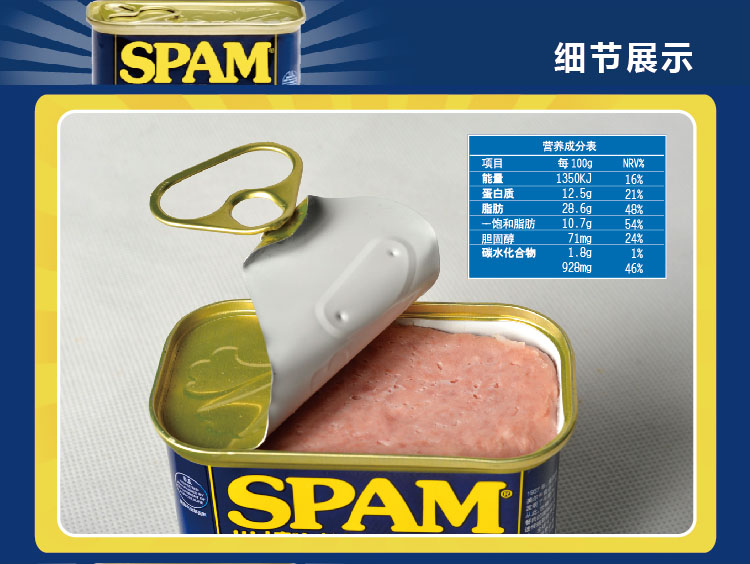 SPAM
细节展示
营养成分表
项目 每100g NRV%
能量 1350KJ 16%
蛋白质 12.5g 21%
脂肪 28.6g 48%
一饱和脂肪 10.7g 54%
胆固醇 71mg 24%
碳水化合物 1.8g 1%
928mg 46%
SPAM®